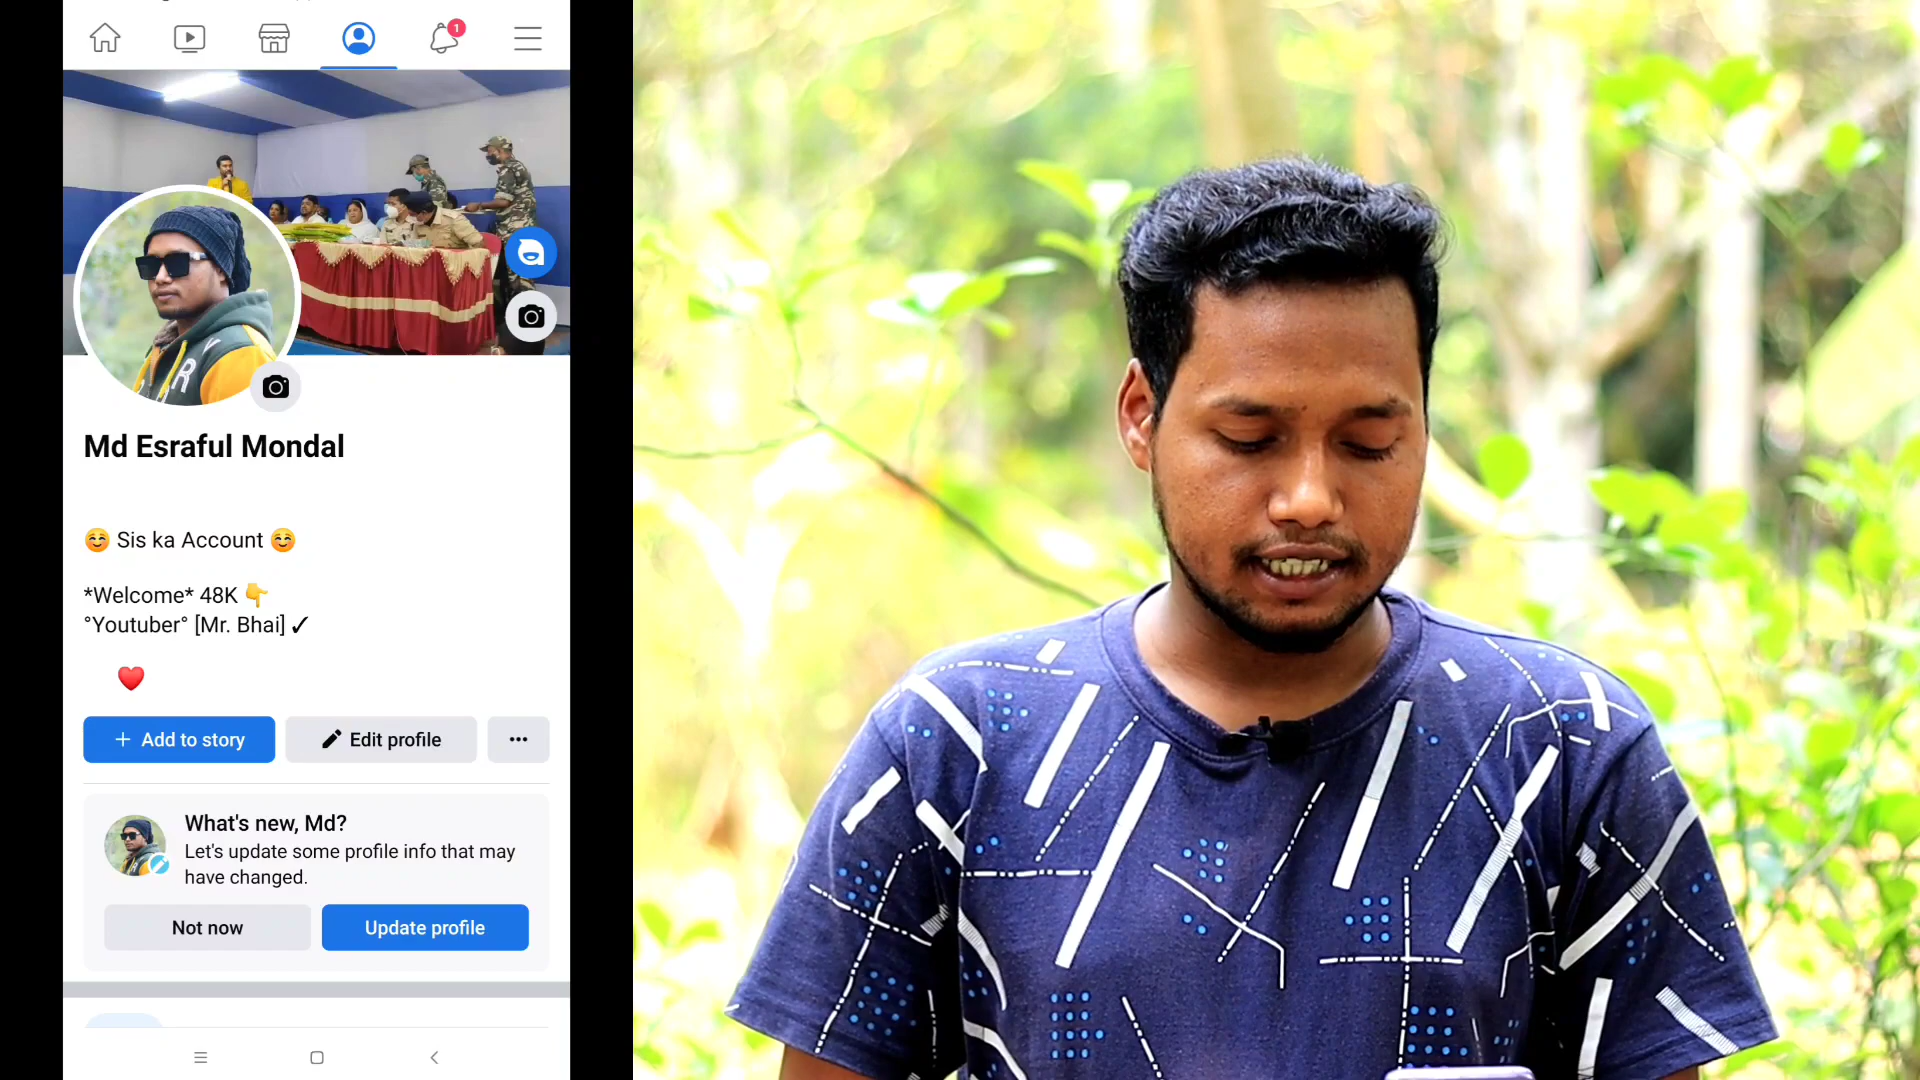 1
Md Esraful Mondal
😊 Sis ka Account 😊
*Welcome* 48K 👇
°Youtuber° [Mr. Bhai] ✓
❤️
+ Add to story
Edit profile
What's new, Md?
Let's update some profile info that may
have changed.
Not now
Update profile